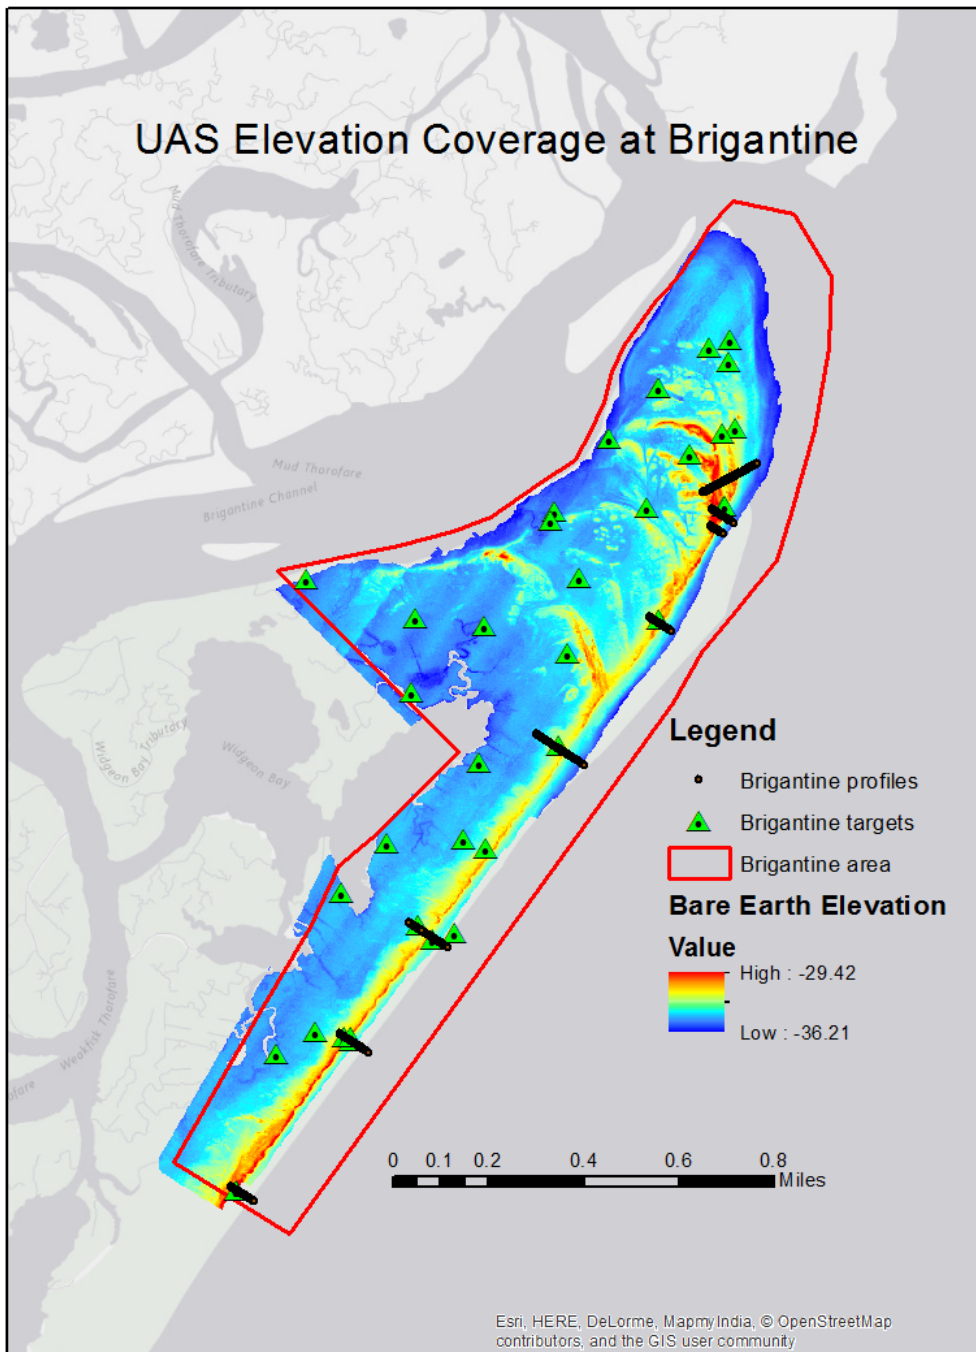 UAS Elevation Coverage at Brigantine
Mud Thorofare Tributary
Mud Thorofare
Brigantine Channel
Widgeon Bay Tributary
Widgeon Bay
Weakfish Thorofare
Legend
Brigantine profiles
Brigantine targets
Brigantine area
Bare Earth Elevation
Value
High : -29.42
Low : -36.21
0 0.1 0.2 0.4 0.6 0.8
Miles
Esri, HERE, DeLorme, MapmyIndia, © OpenStreetMap
contributors, and the GIS user community